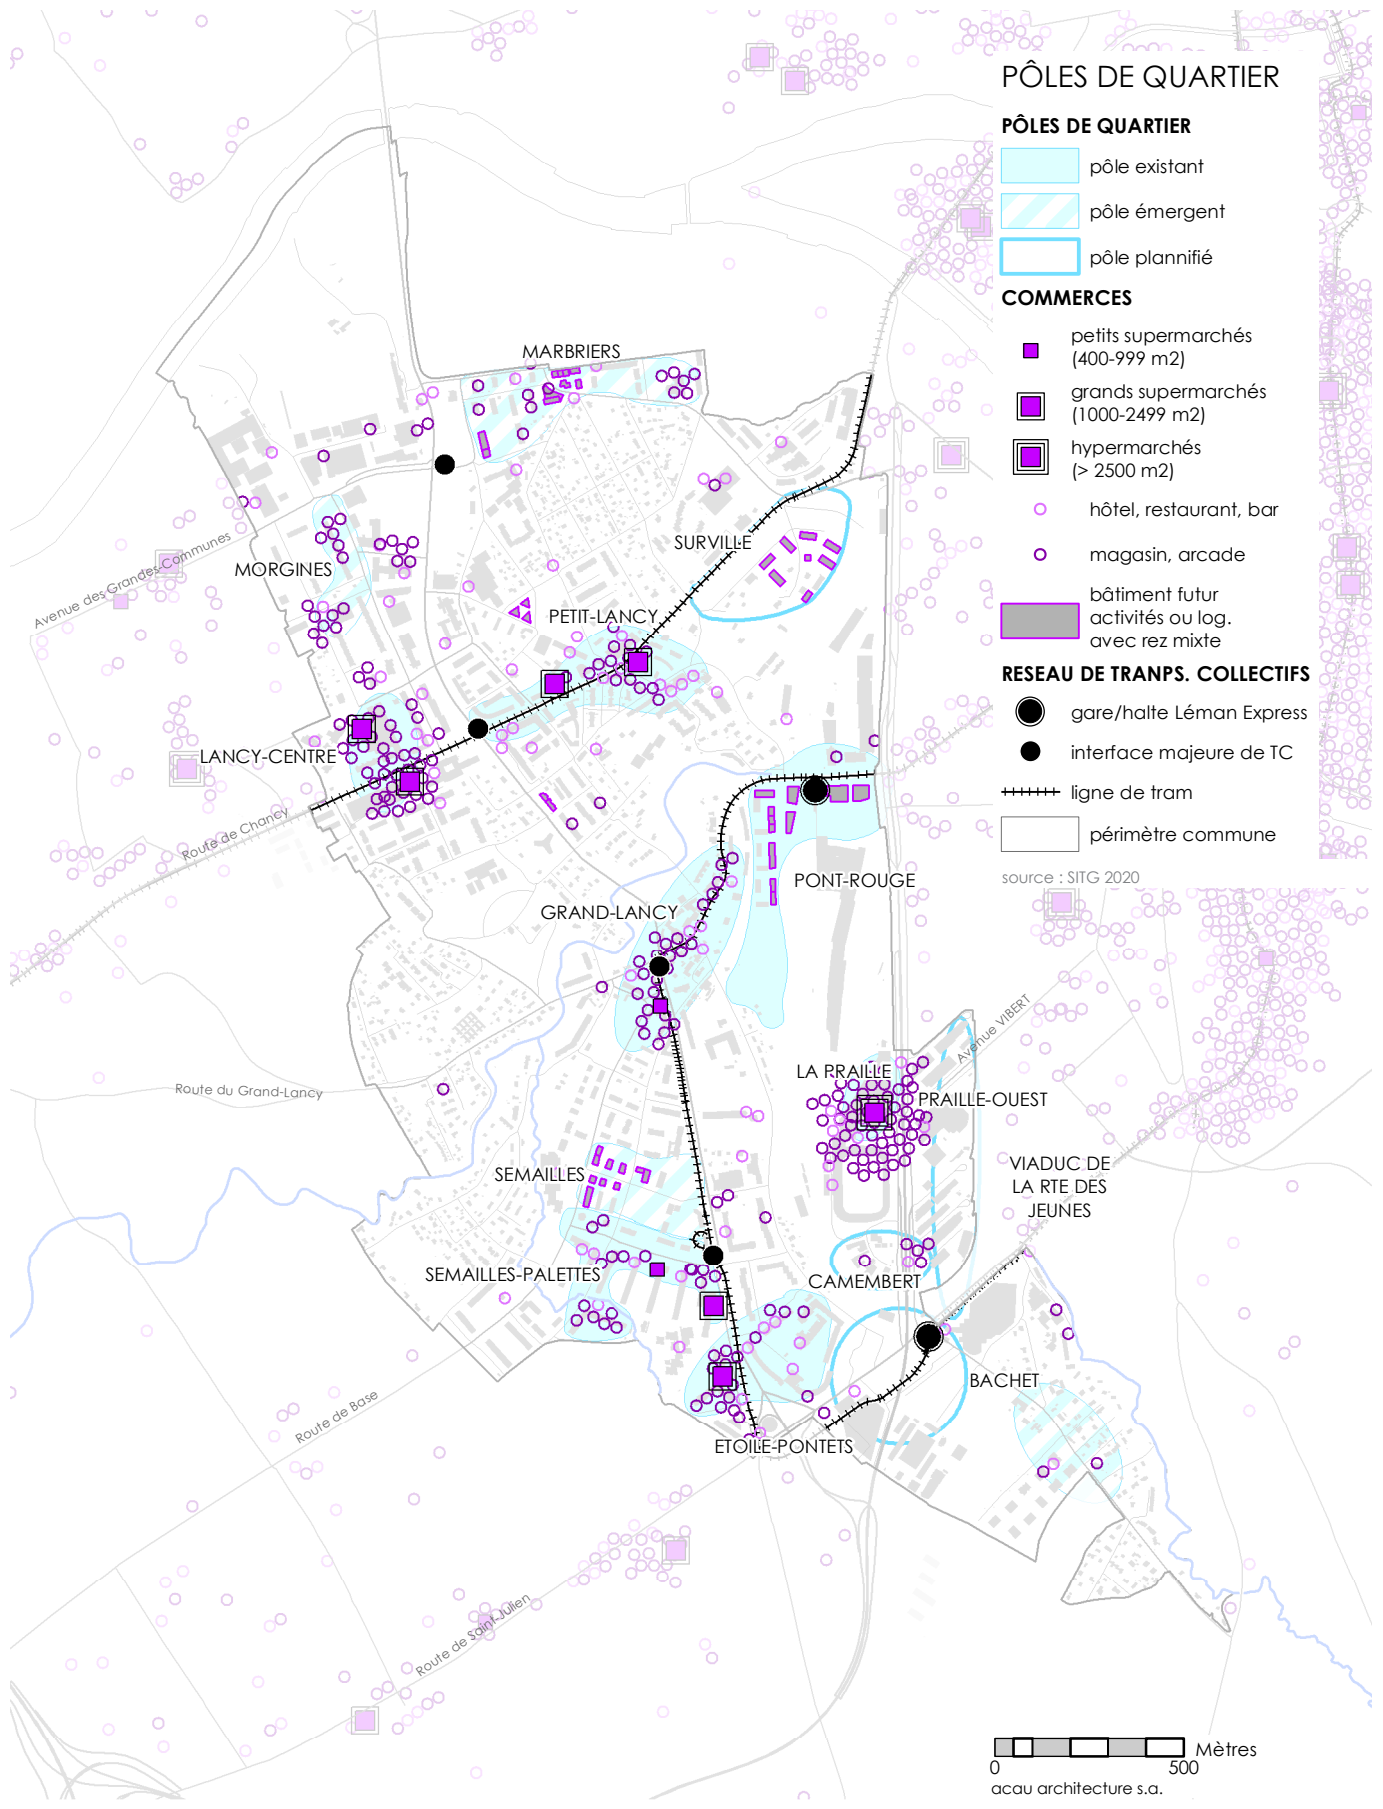 PÔLES DE QUARTIER
PÔLES DE QUARTIER
pôle existant
pôle émergent
pôle plannifié
COMMERCES
petits supermarchés
(400-999 m2)
grands supermarchés
(1000-2499 m2)
hypermarchés
(> 2500 m2)
hôtel, restaurant, bar
magasin, arcade
bâtiment futur
activités ou log.
avec rez mixte
RESEAU DE TRANPS. COLLECTIFS
gare/halte Léman Express
interface majeure de TC
ligne de tram
périmètre commune
source : SITG 2020
MARBRIERS
SURVILLE
Avenue des Grandes-Communes
MORGINES
PETIT-LANCY
LANCY-CENTRE
Route de Chancy
PONT-ROUGE
GRAND-LANCY
Avenue VIBERT
LA PRAILLE
Route du Grand-Lancy
PRAILLE-OUEST
SEMAILLES
VIADUC DE
LA RTE DES
JEUNES
SEMAILLES-PALETTES
CAMEMBERT
BACHET
Route de Base
ETOILE-PONTETS
Route de Saint-Julien
Mètres
0
500
acau architecture s.a.